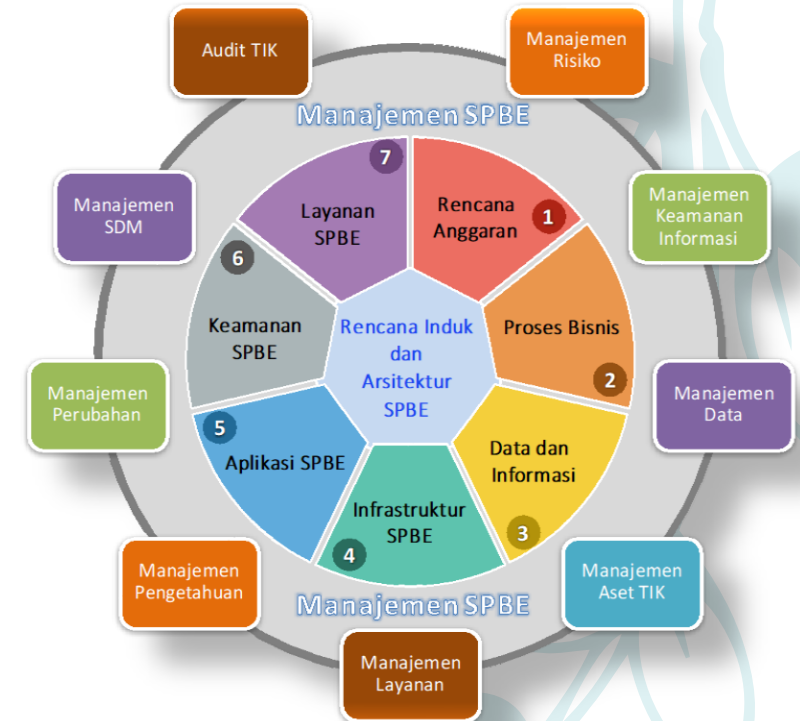 Audit TIK
Manajemen
Risiko
Manajemen SPBE
Manajemen
SDM
Manajemen
Keamanan
Informasi
7
Layanan
SPBE
Rencana
Anggaran
1
6
Keamanan
SPBE
Rencana Induk
dan
Arsitektur
SPBE
Proses Bisnis
2
Manajemen
Perubahan
Manajemen
Data
5
Aplikasi SPBE
Data dan
Informasi
3
Infrastruktur
SPBE
4
Manajemen
Pengetahuan
Manajemen
Aset TIK
Manajemen SPBE
Manajemen
Layanan